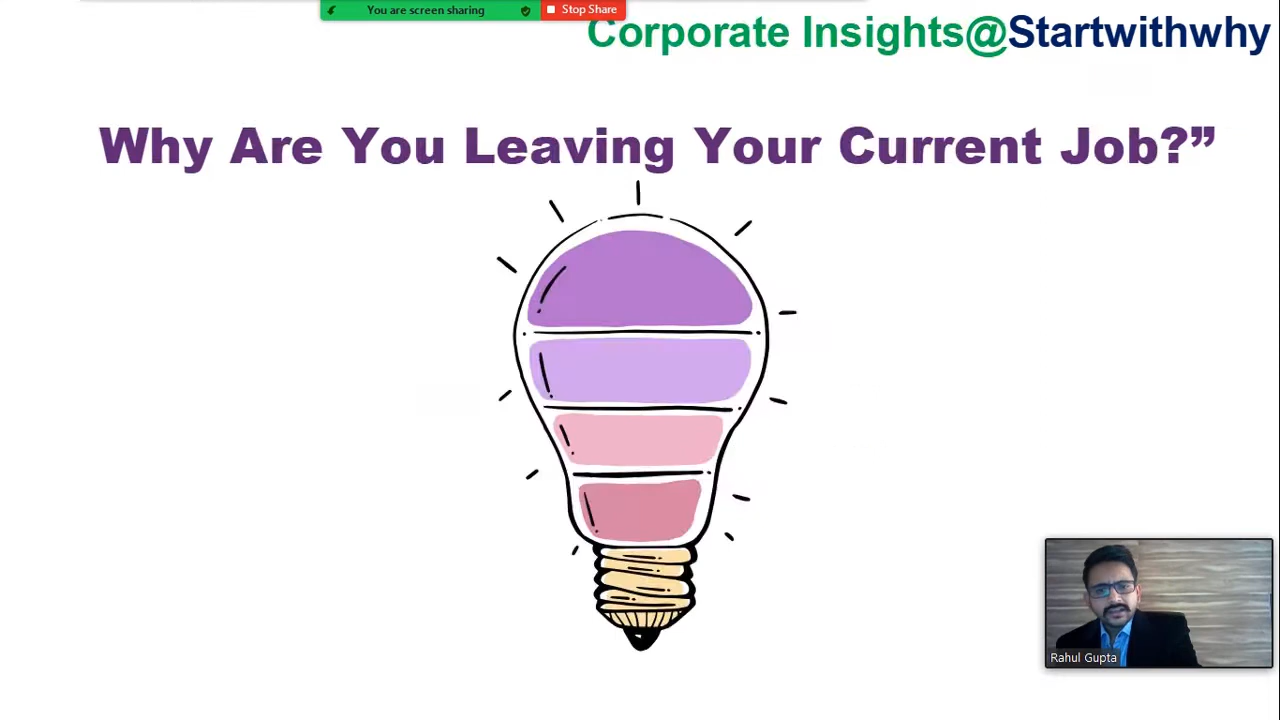 You are screen sharing
Stop Share
Corporate Insights@Startwithwhy
Why Are You Leaving Your Current Job?”
Rahul Gupta